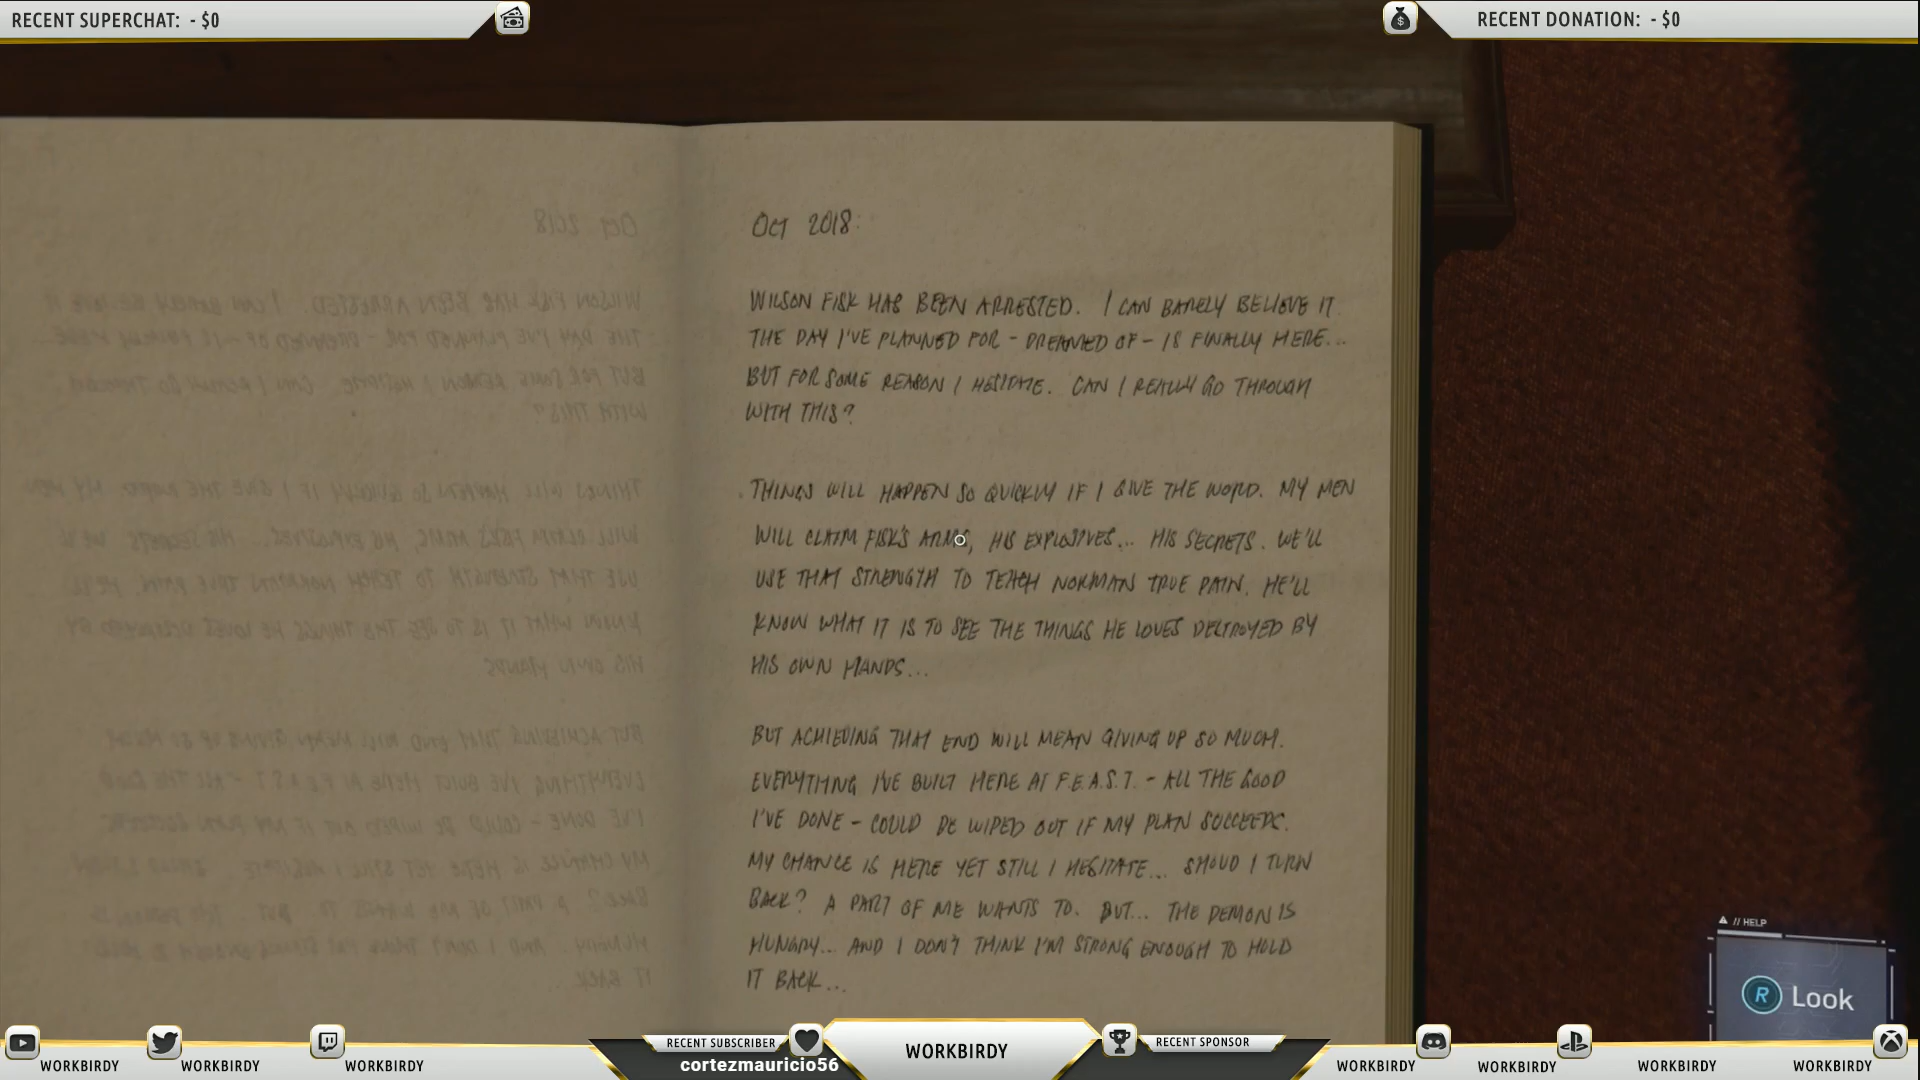 RECENT SUPERCHAT: - $0
RECENT DONATION: - $0
OCT 2018:
WILSON FISK HAS BEEN ARRESTED. I CAN BARELY BELIEVE IT.
THE DAY I'VE PLANNED FOR - DREAMED OF - IS FINALLY HERE...
BUT FOR SOME REASON I HESITATE. CAN I REALLY GO THROUGH
WITH THIS?
THINGS WILL HAPPEN SO QUICKLY IF I GIVE THE WORD. MY MEN
WILL CLAIM FISK'S ARMS, HIS EXPLOSIVES... HIS SECRETS. WE'LL
USE THAT STRENGTH TO TEACH NORMAN TRUE PAIN. HE'LL
KNOW WHAT IT IS TO SEE THE THINGS HE LOVES DESTROYED BY
HIS OWN HANDS...
BUT ACHIEVING THAT END WILL MEAN GIVING UP SO MUCH.
EVERYTHING I'VE BUILT HERE AT F.E.A.S.T. - ALL THE GOOD
I'VE DONE - COULD BE WIPED OUT IF MY PLAN SUCCEEDS.
MY CHANCE IS HERE YET STILL I HESITATE... SHOUD I TURN
BACK? A PART OF ME WANTS TO. BUT... THE DEMON IS
HUNGRY... AND I DON'T THINK I'M STRONG ENOUGH TO HOLD
IT BACK...
// HELP
R Look
WORKBIRDY
WORKBIRDY
WORKBIRDY
RECENT SUBSCRIBER
cortezmauricio56
WORKBIRDY
RECENT SPONSOR
WORKBIRDY
WORKBIRDY
WORKBIRDY
WORKBIRDY